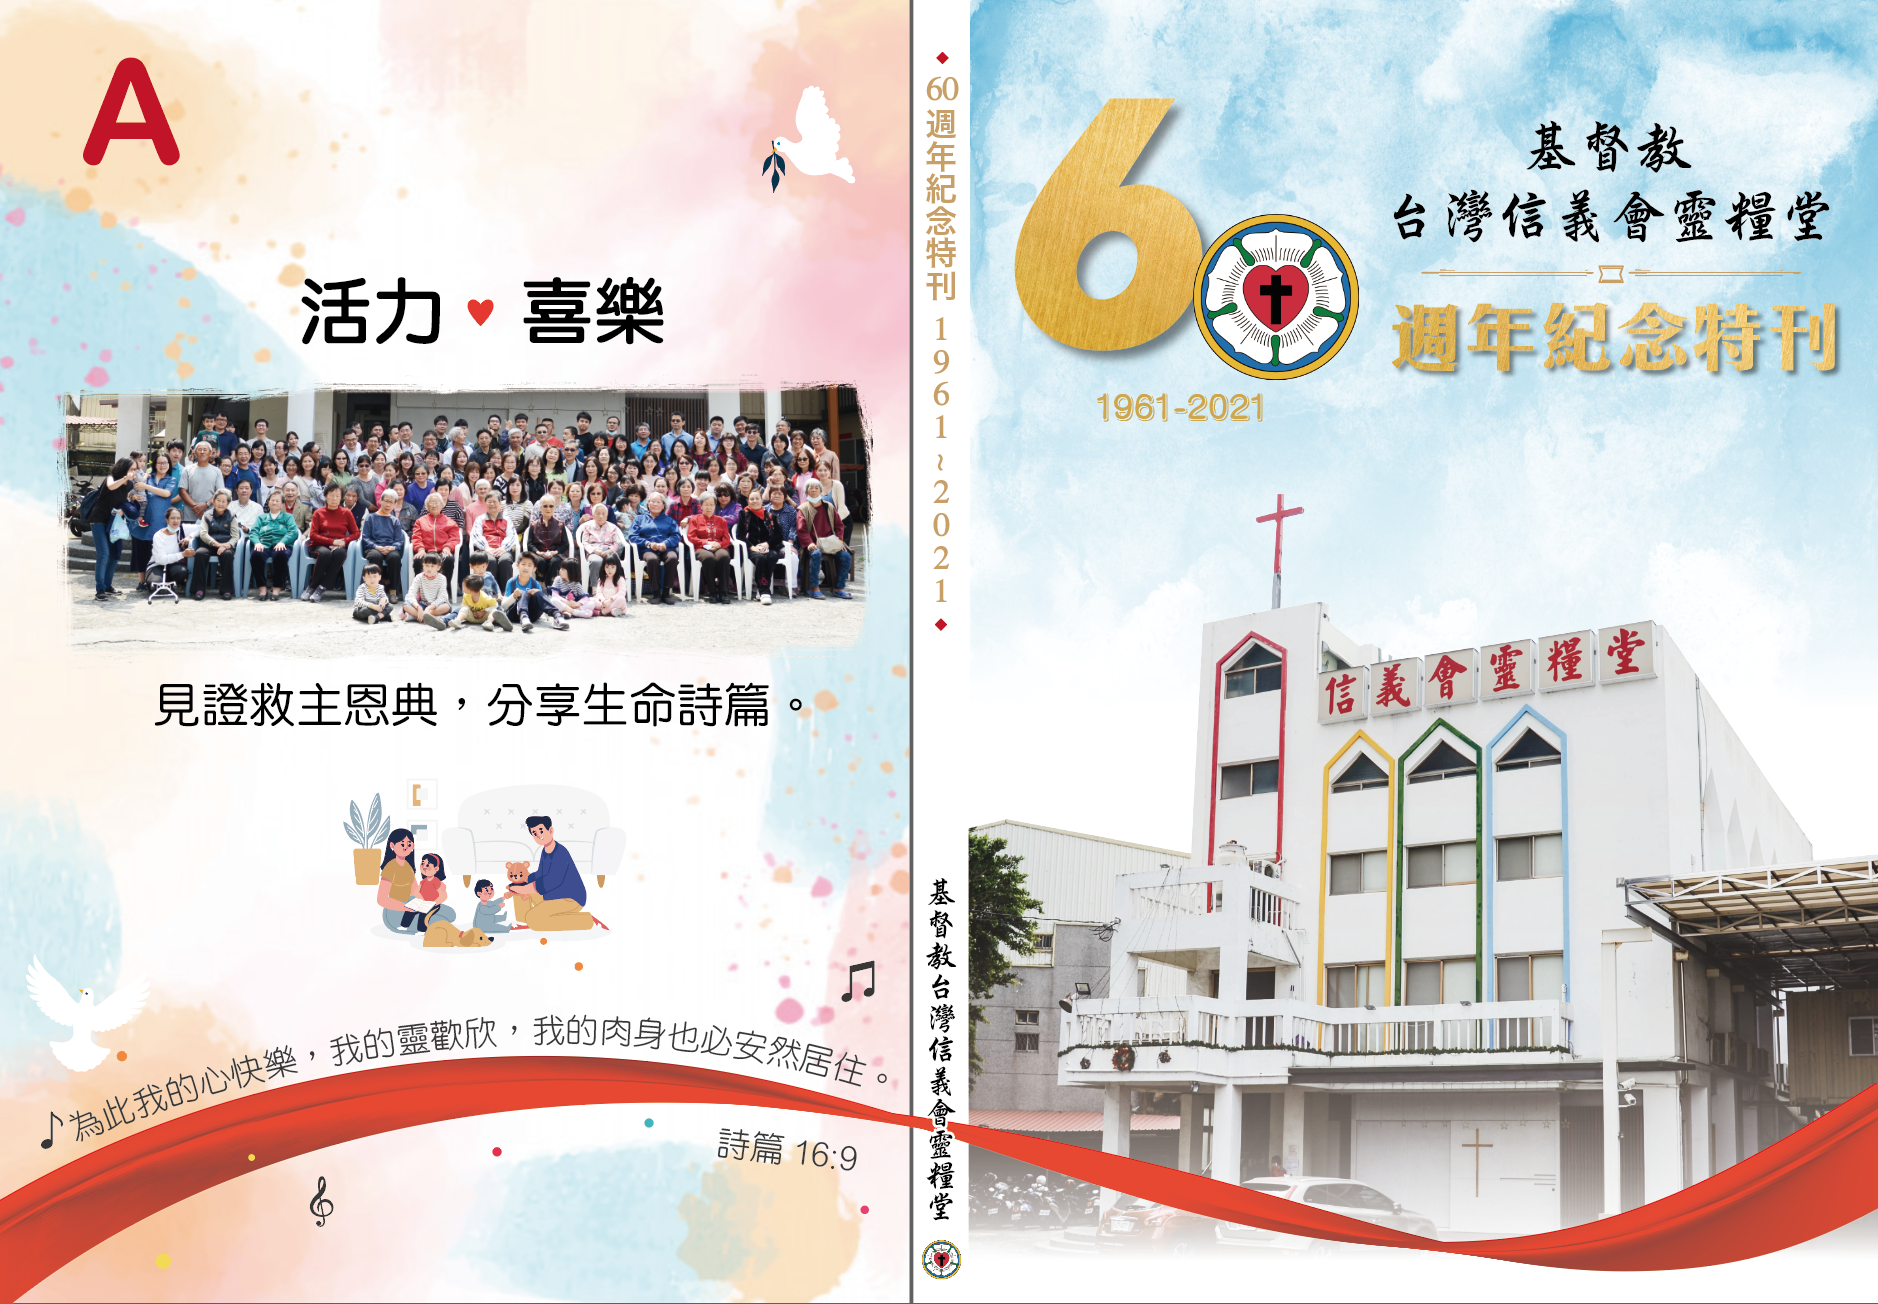 A
活力♥喜樂
見證救主恩典，分享生命詩篇。
為此我的心快樂，我的靈歡欣，我的肉身也必安然居住。
詩篇 16:9
60週年紀念特刊 1961~2021
基督教台灣信義會靈糧堂
60
基督教
台灣信義會靈糧堂
週年紀念特刊
1961-2021
信義會靈糧堂